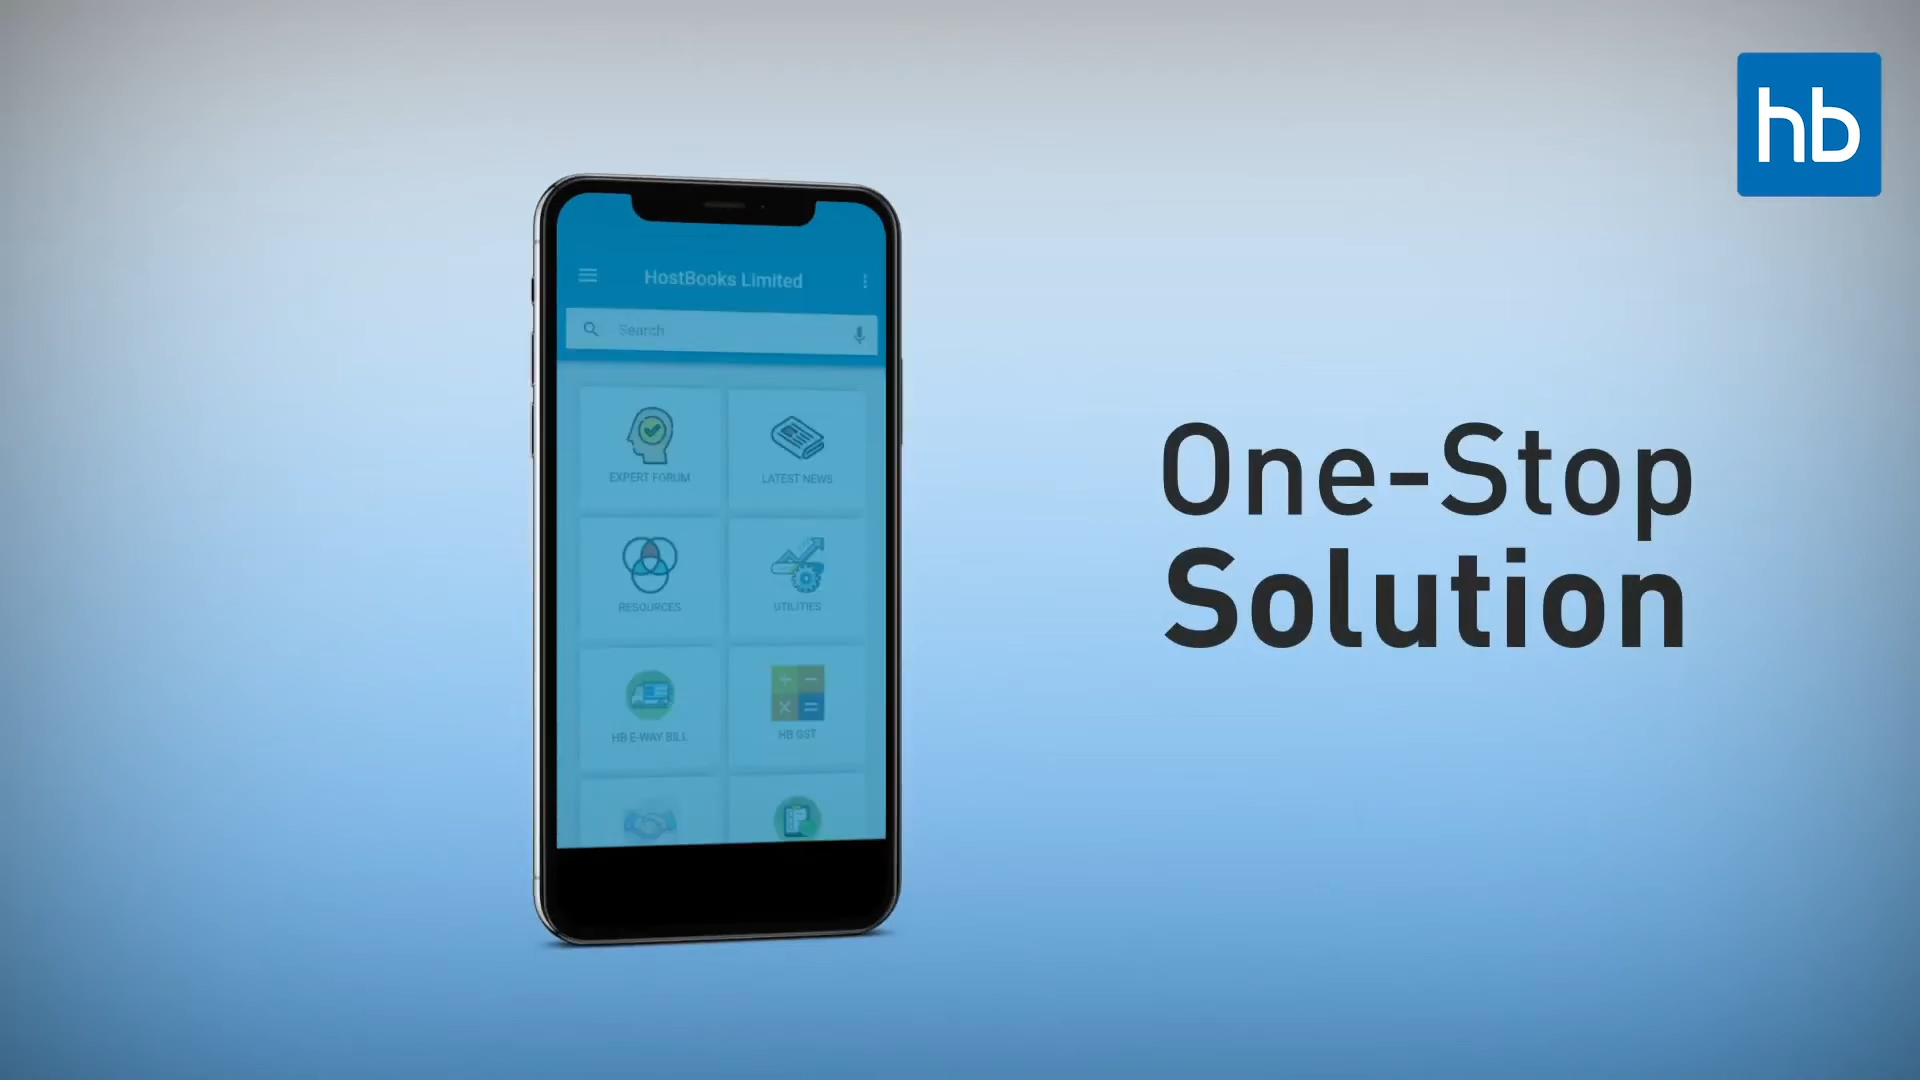 hb
HostBooks Limited
Search
EXPERT FORUM
LATEST NEWS
RESOURCES
UTILITIES
HB E-WAY BILL
HB GST
One-Stop
Solution